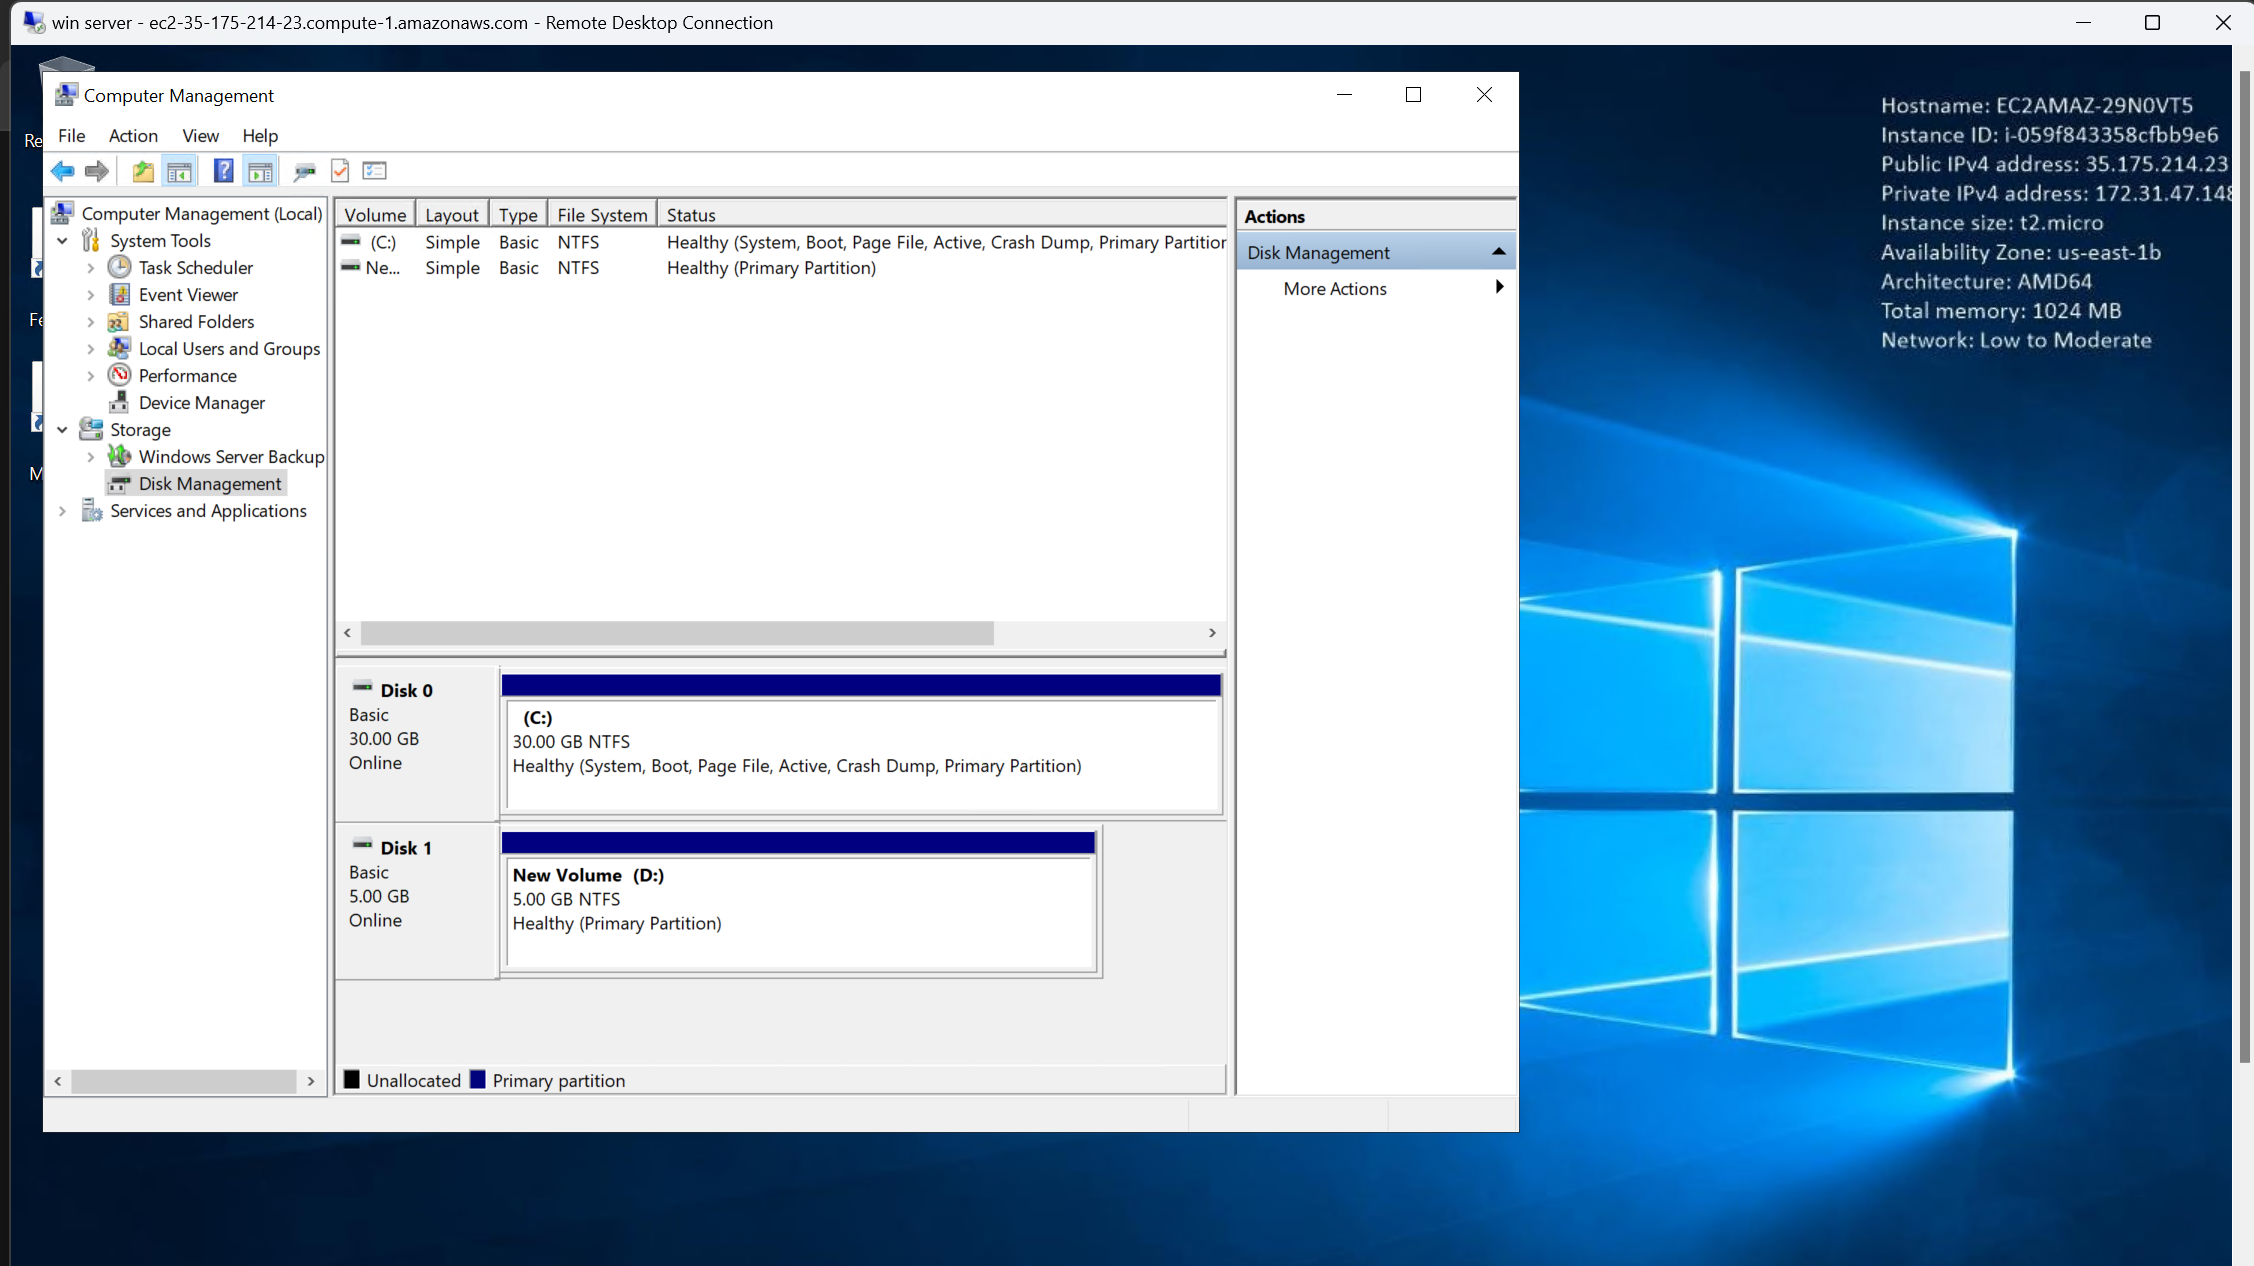 win server - ec2-35-175-214-23.compute-1.amazonaws.com - Remote Desktop Connection
Computer Management
File Action View Help
Computer Management (Local)
System Tools
Task Scheduler
Event Viewer
Shared Folders
Local Users and Groups
Performance
Device Manager
Storage
Windows Server Backup
Disk Management
Services and Applications
Volume Layout Type File System Status
(C:) Simple Basic NTFS Healthy (System, Boot, Page File, Active, Crash Dump, Primary Partition
Ne... Simple Basic NTFS Healthy (Primary Partition)
Disk 0
Basic
30.00 GB
Online
(C:)
30.00 GB NTFS
Healthy (System, Boot, Page File, Active, Crash Dump, Primary Partition)
Disk 1
Basic
5.00 GB
Online
New Volume (D:)
5.00 GB NTFS
Healthy (Primary Partition)
Unallocated Primary partition
Actions
Disk Management
More Actions
Hostname: EC2AMAZ-29N0VT5
Instance ID: i-059f843358cfbb9e6
Public IPv4 address: 35.175.214.23
Private IPv4 address: 172.31.47.148
Instance size: t2.micro
Availability Zone: us-east-1b
Architecture: AMD64
Total memory: 1024 MB
Network: Low to Moderate
Re
Fe
M